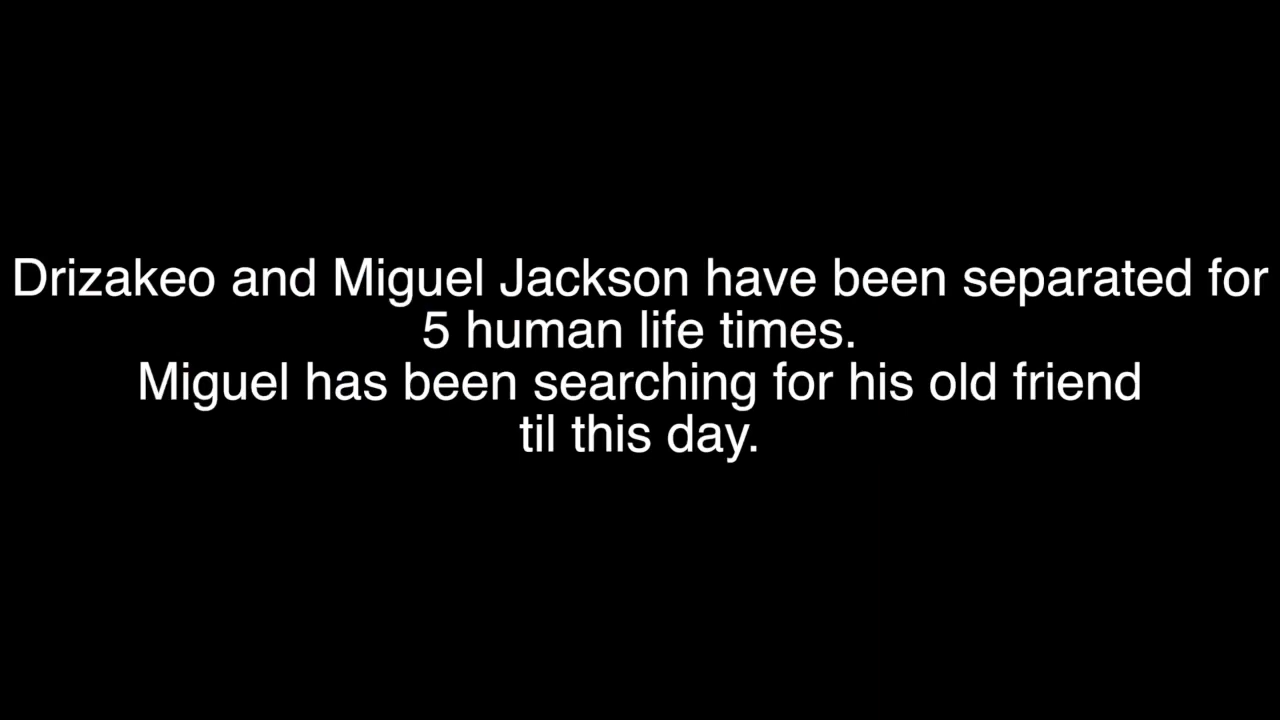 Drizakeo and Miguel Jackson have been separated for
5 human life times.
Miguel has been searching for his old friend
til this day.